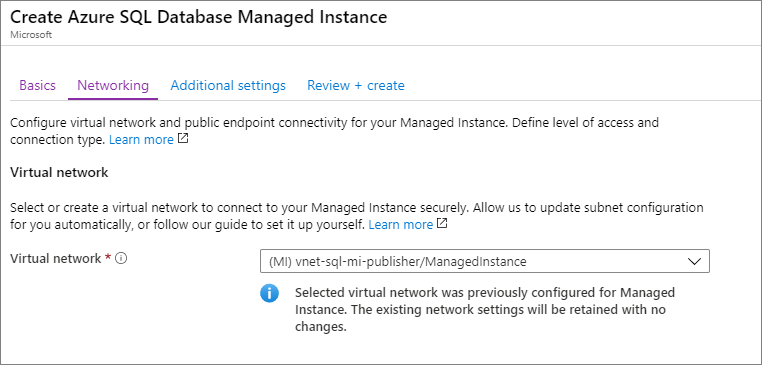 Create Azure SQL Database Managed Instance
Microsoft
Basics Networking Additional settings Review + create
Configure virtual network and public endpoint connectivity for your Managed Instance. Define level of access and
connection type. Learn more
Virtual network
Select or create a virtual network to connect to your Managed Instance securely. Allow us to update subnet configuration
for you automatically, or follow our guide to set it up yourself. Learn more
Virtual network * (MI) vnet-sql-mi-publisher/ManagedInstance
Selected virtual network was previously configured for Managed
Instance. The existing network settings will be retained with no
changes.